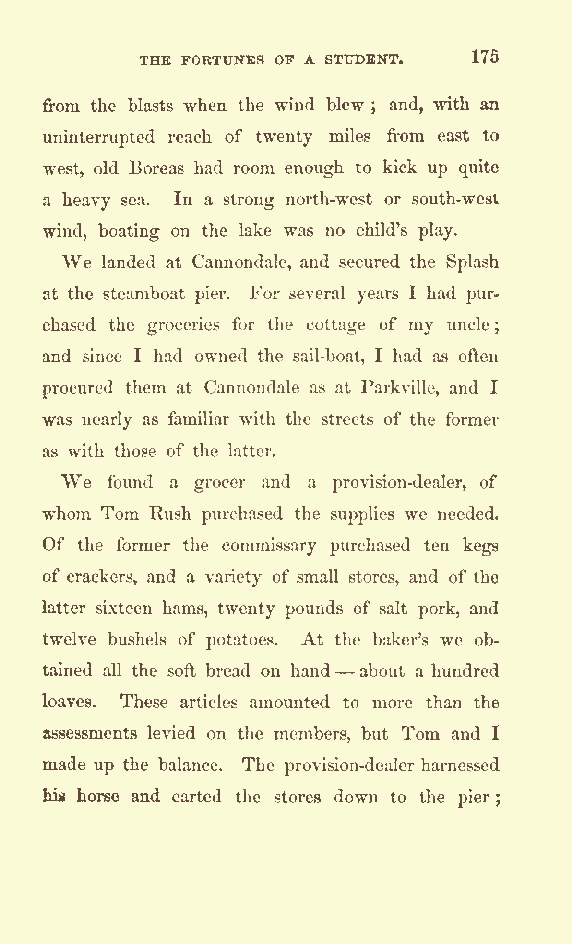 THE FORTUNES OF A STUDENT. 175
from the blasts when the wind blew; and, with an
uninterrupted reach of twenty miles from east to
west, old Boreas had room enough to kick up quite
a heavy sea. In a strong north-west or south-west
wind, boating on the lake was no child's play.
We landed at Cannondale, and secured the Splash
at the steamboat pier. For several years I had pur-
chased the groceries for the cottage of my uncle;
and since I had owned the sail-boat, I had as often
procured them at Cannondale as at Parkville, and I
was nearly as familiar with the streets of the former
as with those of the latter.
We found a grocer and a provision-dealer, of
whom Tom Rush purchased the supplies we needed.
Of the former the commissary purchased ten kegs
of crackers, and a variety of small stores, and of the
latter sixteen hams, twenty pounds of salt pork, and
twelve bushels of potatoes. At the baker's we ob-
tained all the soft bread on hand — about a hundred
loaves. These articles amounted to more than the
assessments levied on the members, but Tom and I
made up the balance. The provision-dealer harnessed
his horse and carted the stores down to the pier;